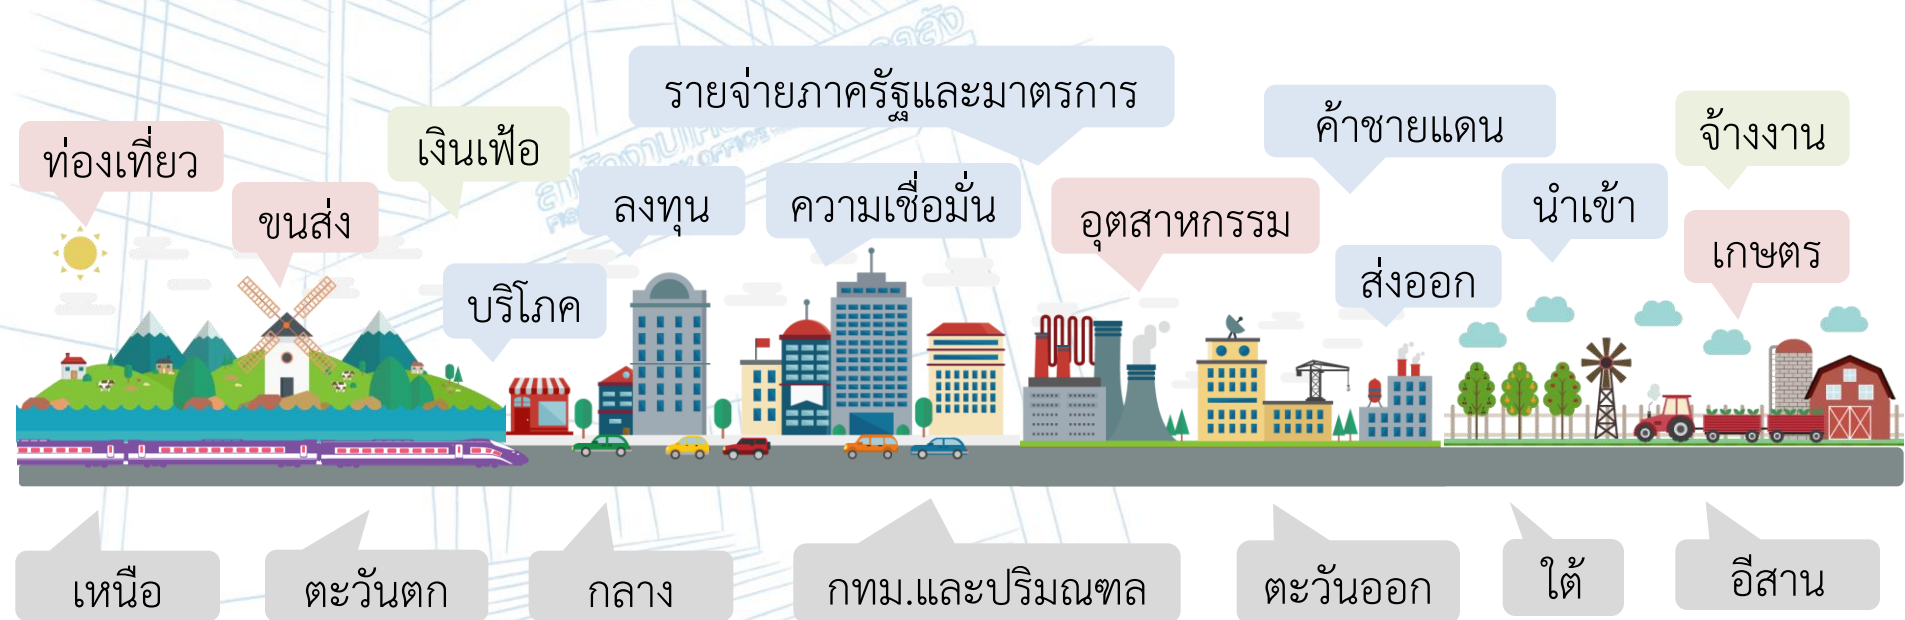 รายจ่ายภาครัฐและมาตรการ
ท่องเที่ยว
เงินเฟ้อ
ค้าชายแดน
จ้างงาน
ขนส่ง
ลงทุน
ความเชื่อมั่น
อุตสาหกรรม
นำเข้า
เกษตร
บริโภค
ส่งออก
เหนือ
ตะวันตก
กลาง
กทม.และปริมณฑล
ตะวันออก
ใต้
อีสาน